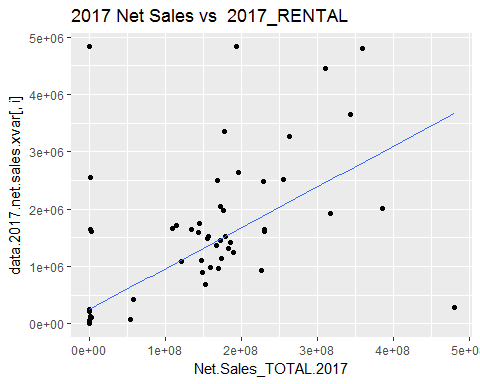 2017 Net Sales vs  2017_RENTAL
5e+06
4e+06
3e+06
2e+06
1e+06
0e+00
data.2017.net.sales.xvar[, i]
0e+00 1e+08 2e+08 3e+08 4e+08 5e+0
Net.Sales_TOTAL.2017